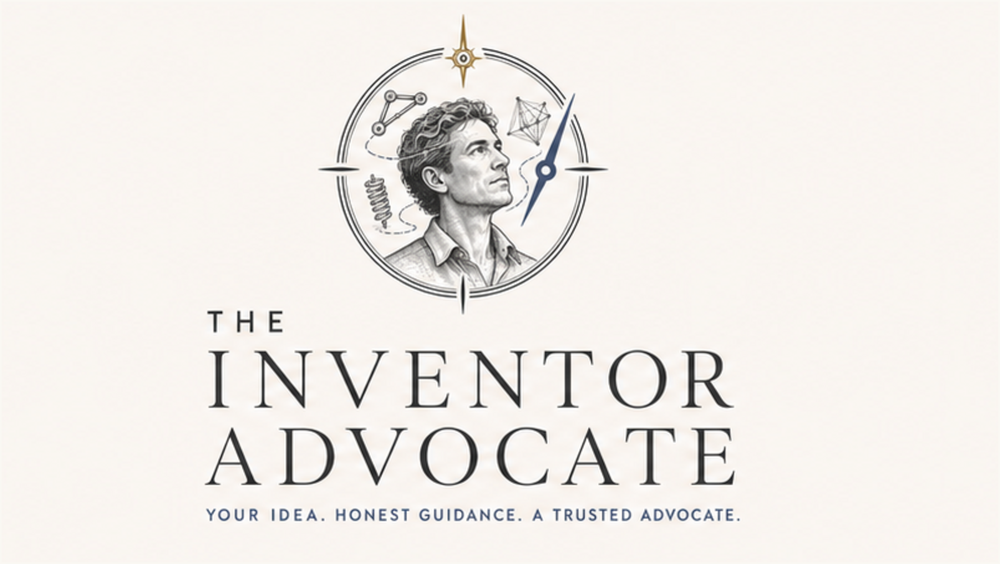 THE
INVENTOR
ADVOCATE
YOUR IDEA. HONEST GUIDANCE. A TRUSTED ADVOCATE.